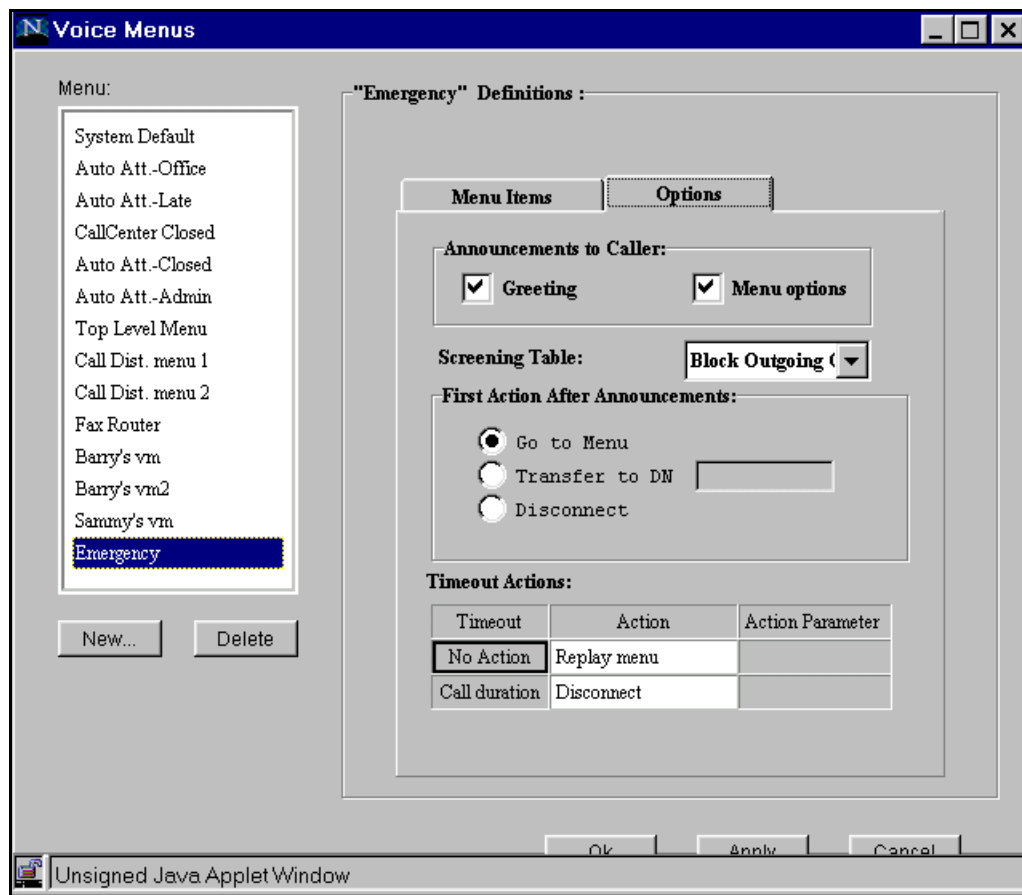 N Voice Menus
Menu:
System Default
Auto Att.-Office
Auto Att.-Late
CallCenter Closed
Auto Att.-Closed
Auto Att.-Admin
Top Level Menu
Call Dist. menu 1
Call Dist. menu 2
Fax Router
Barry's vm
Barry's vm2
Sammy's vm
Emergency
New...
Delete
"Emergency" Definitions :
Menu Items
Options
Announcements to Caller:
Greeting
Menu options
Screening Table:
Block Outgoing (
First Action After Announcements:
Go to Menu
Transfer to DN
Disconnect
Timeout Actions:
Timeout Action Action Parameter
No Action Replay menu
Call duration Disconnect
Ok Apply Cancel
Unsigned Java Applet Window